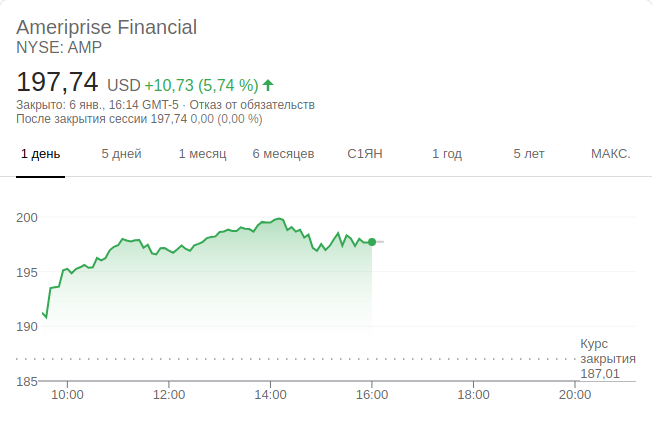 Ameriprise Financial
NYSE: AMP
197,74 USD +10,73 (5,74 %)
Закрыто: 6 янв., 16:14 GMT-5 · Отказ от обязательств
После закрытия сессии 197,74 0,00 (0,00 %)
1 день 5 дней 1 месяц 6 месяцев С1ЯН 1 год 5 лет МАКС.
200
195
190
Курс
закрытия
187,01
185
10:00 12:00 14:00 16:00 18:00 20:00